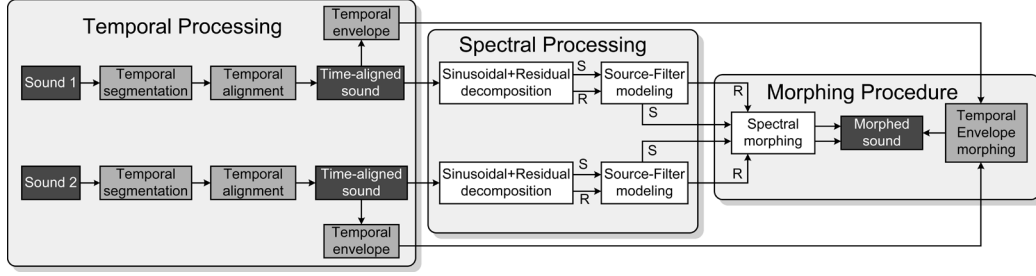 Temporal Processing
Temporal
envelope
Sound 1
Temporal
segmentation
Temporal
alignment
Time-aligned
sound
Sound 2
Temporal
segmentation
Temporal
alignment
Time-aligned
sound
Temporal
envelope
Spectral Processing
Sinusoidal+Residual
decomposition
S
R
Source-Filter
modeling
R
S
Sinusoidal+Residual
decomposition
S
R
Source-Filter
modeling
S
R
Morphing Procedure
Spectral
morphing
Morphed
sound
Temporal
Envelope
morphing